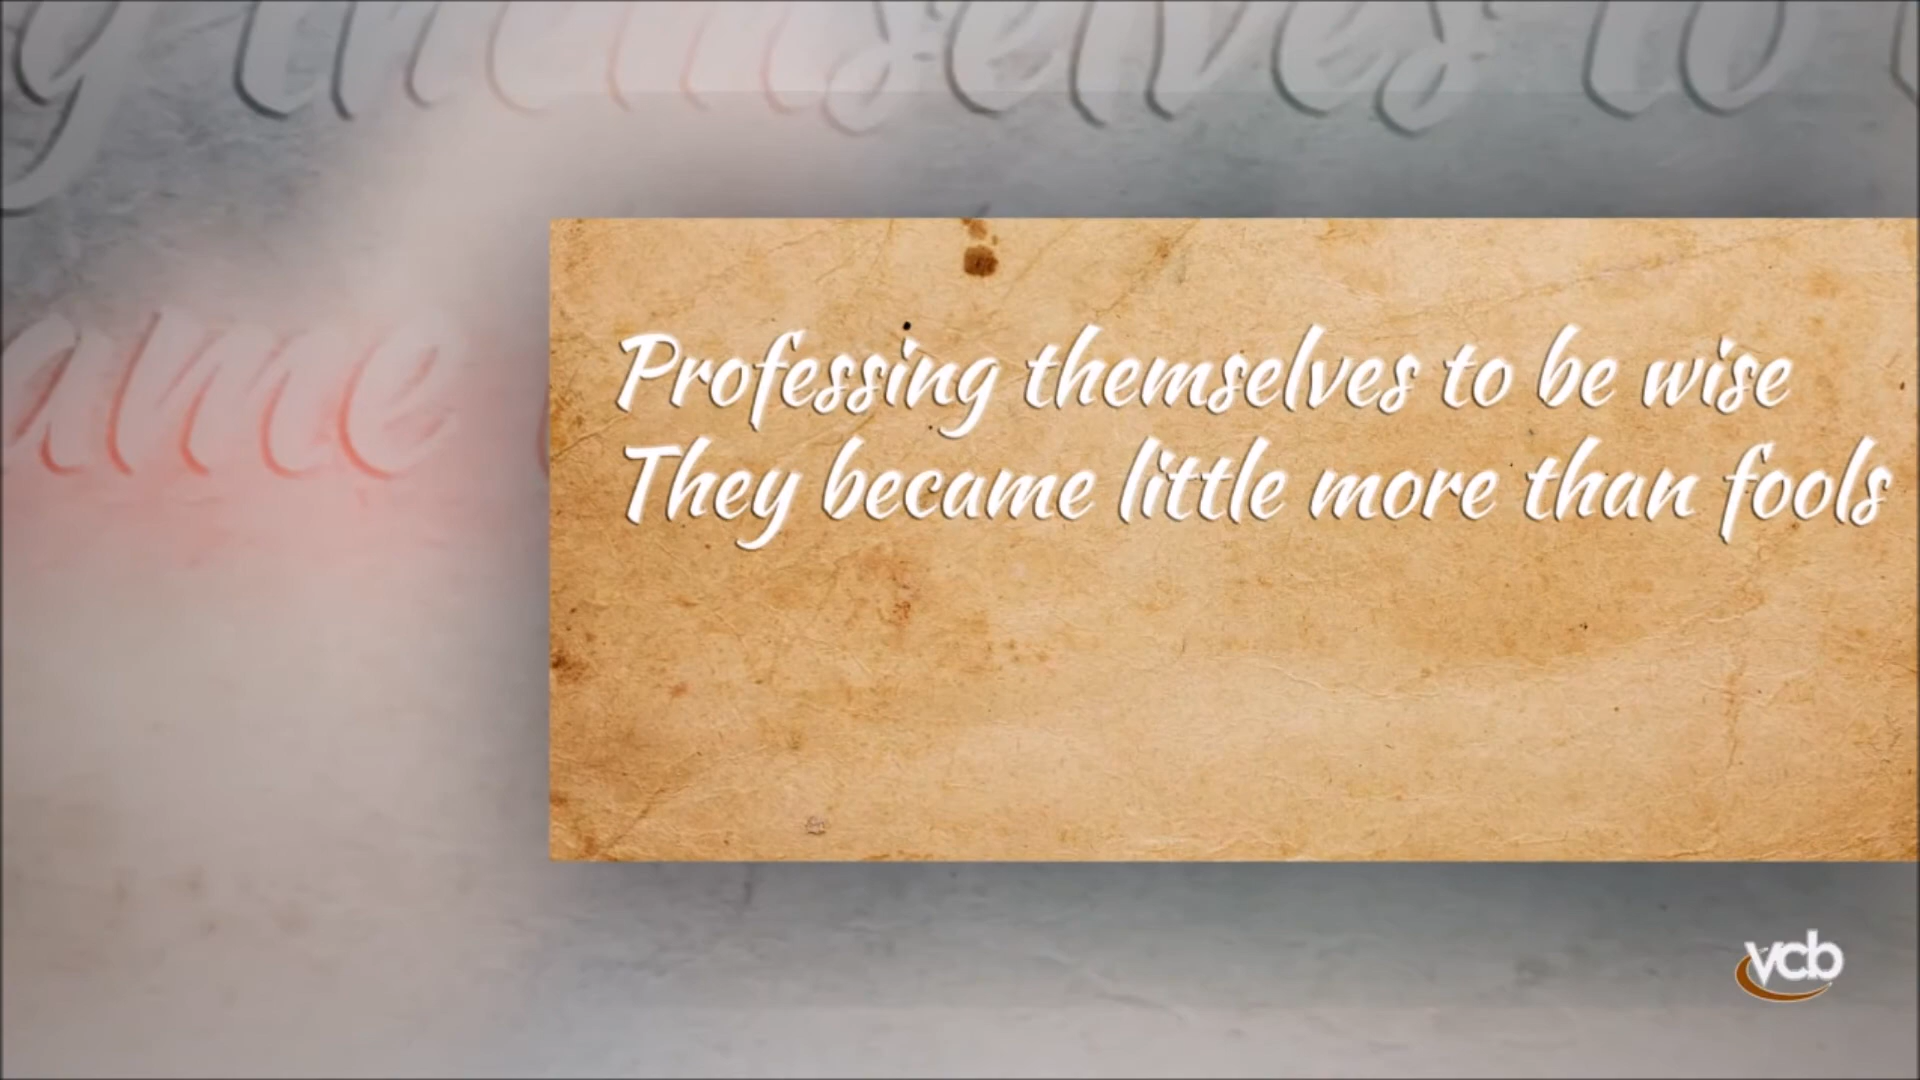 Professing themselves to be wise
They became little more than fools
vcb